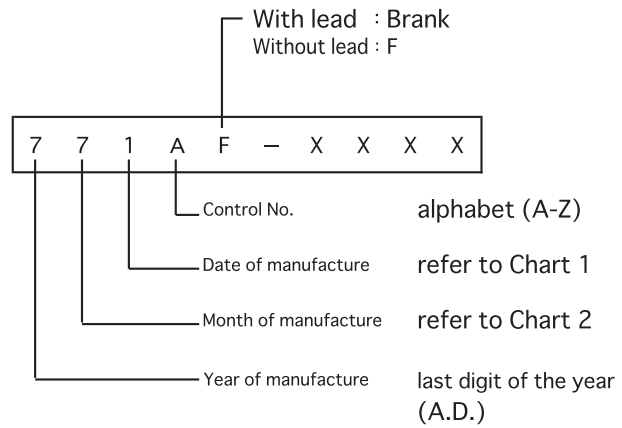 With lead : Brank
Without lead : F
7 7 1 A F — X X X X
Control No. alphabet (A-Z)
Date of manufacture refer to Chart 1
Month of manufacture refer to Chart 2
Year of manufacture last digit of the year
(A.D.)